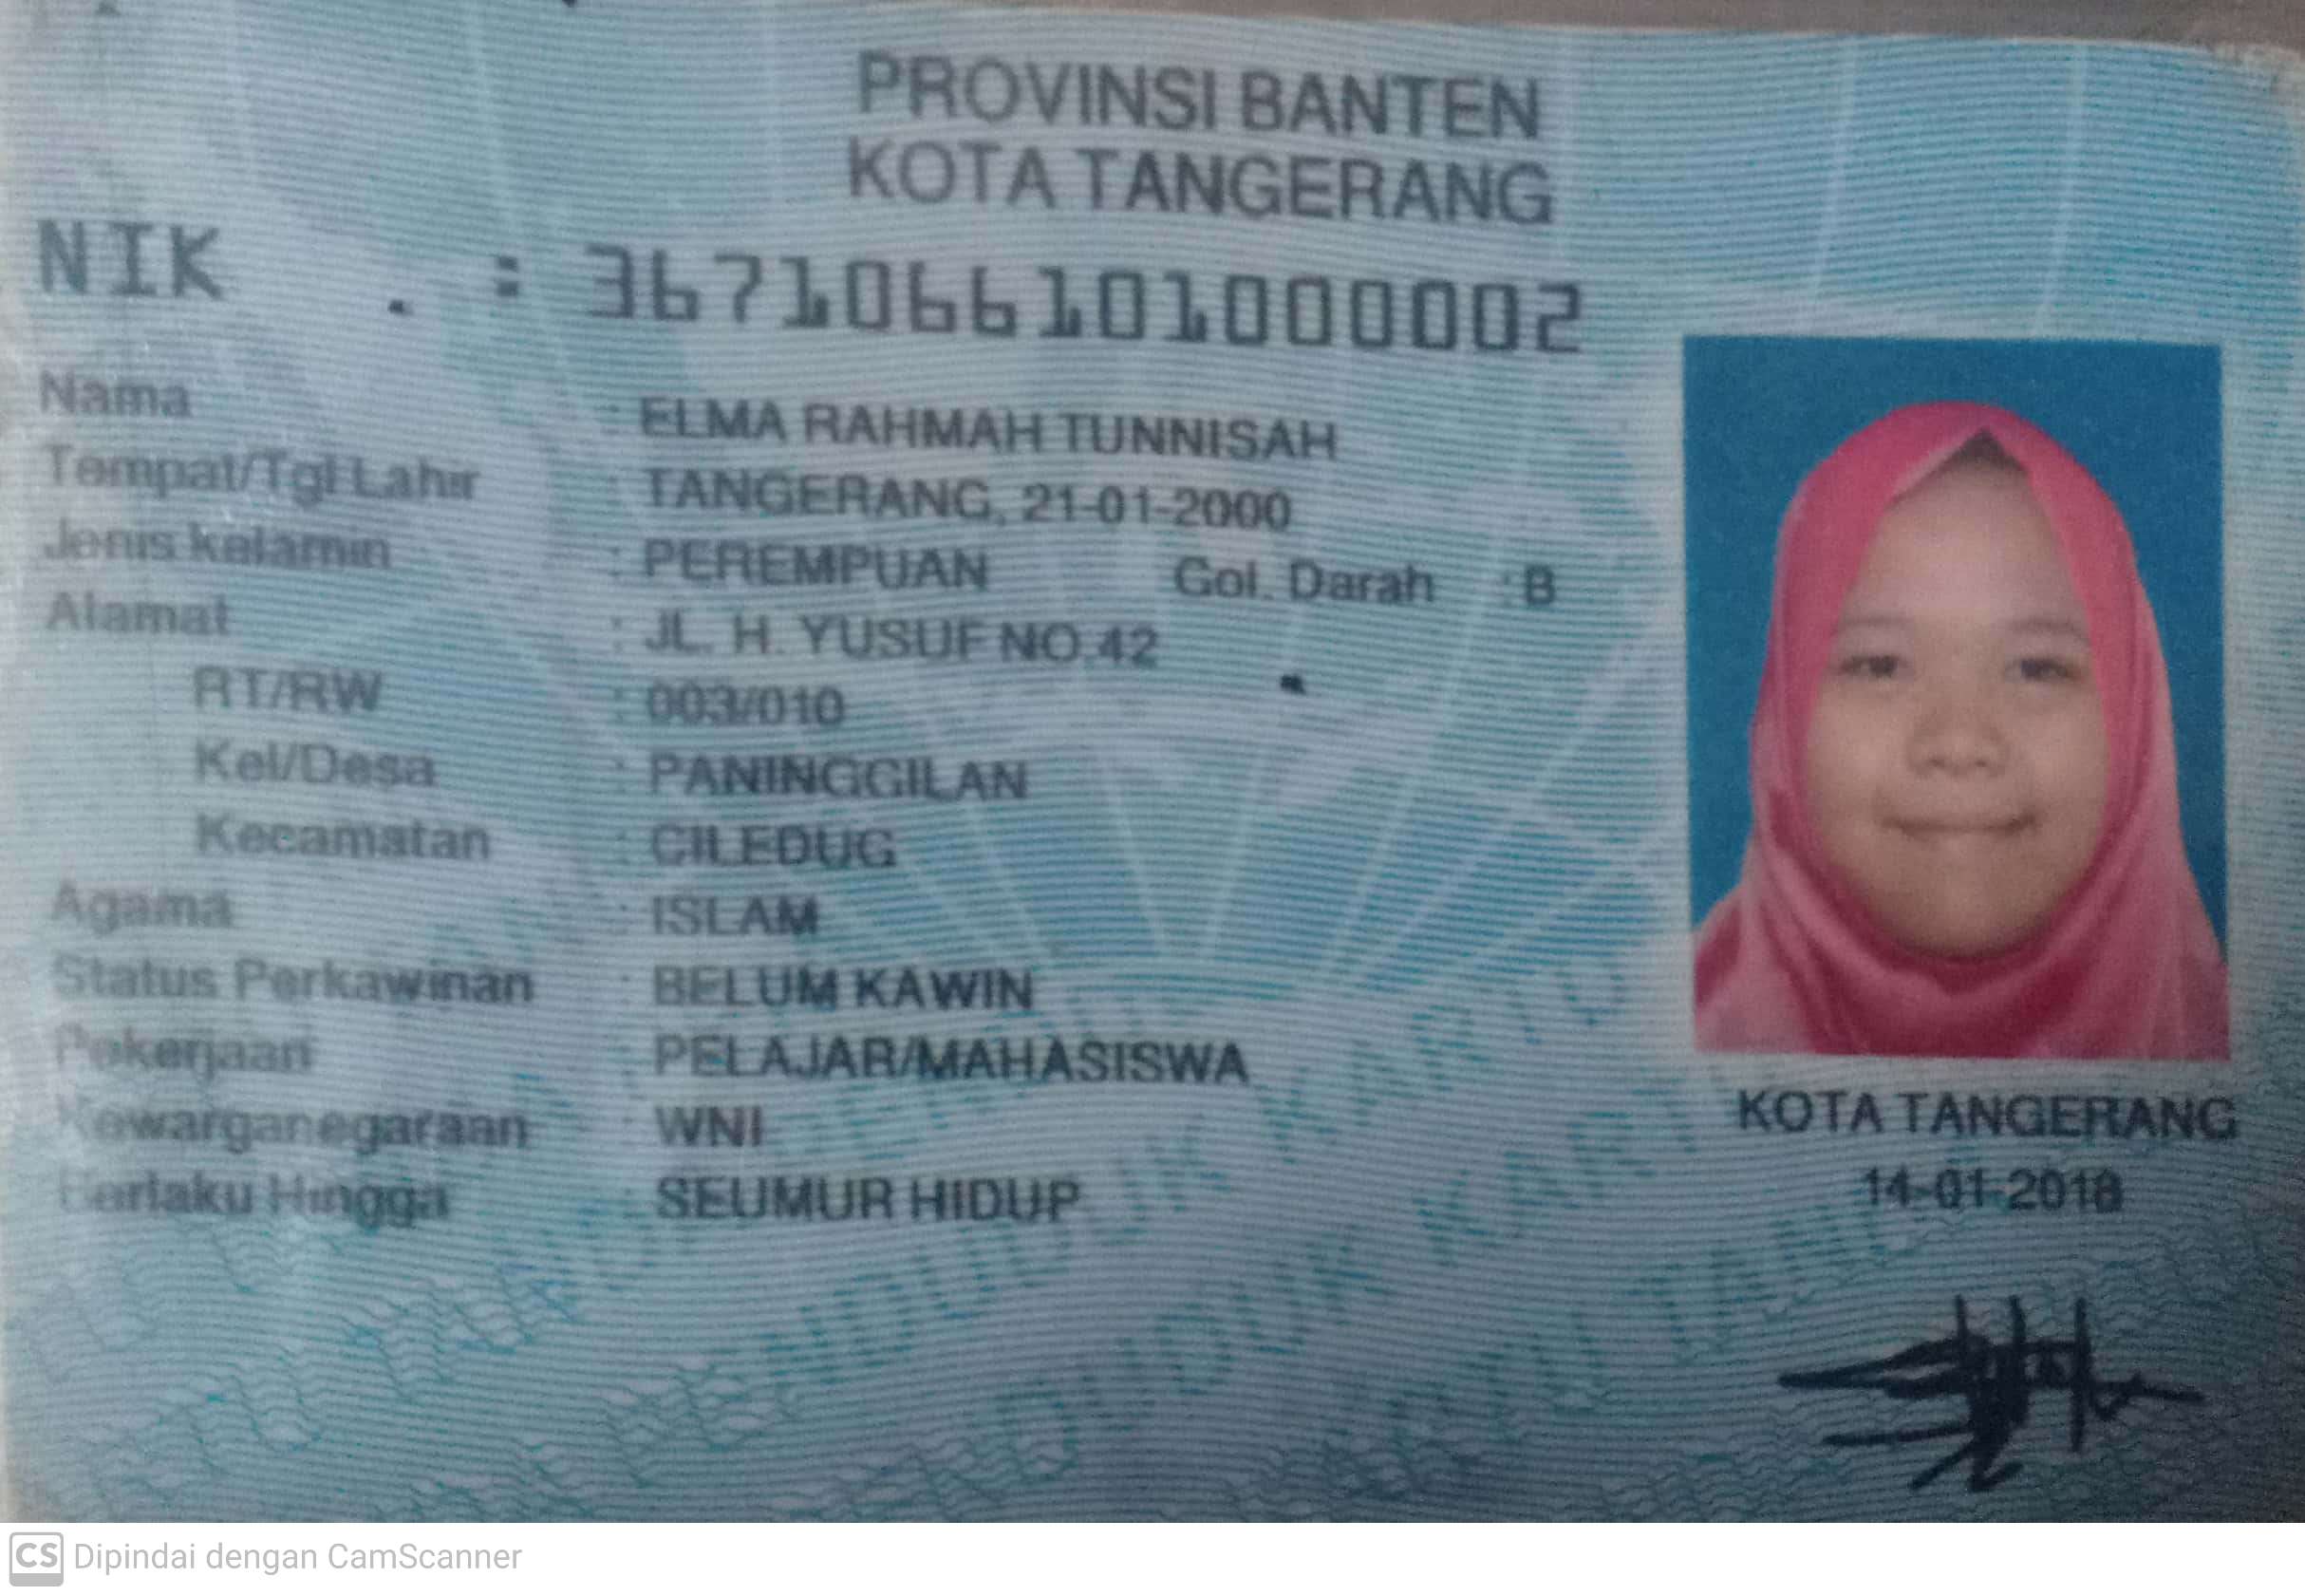 PROVINSI BANTEN
KOTA TANGERANG
NIK : 3671066101000002
Nama : ELMA RAHMAH TUNNISAH
Tempat/Tgl Lahir : TANGERANG, 21-01-2000
Jenis kelamin : PEREMPUAN Gol. Darah : B
Alamat : JL. H. YUSUF NO.42
RT/RW : 003/010
Kel/Desa : PANINGGILAN
Kecamatan : CILEDUG
Agama : ISLAM
Status Perkawinan : BELUM KAWIN
Pekerjaan : PELAJAR/MAHASISWA
Kewarganegaraan : WNI
Berlaku Hingga : SEUMUR HIDUP
KOTA TANGERANG
14-01-2018
CS Dipindai dengan CamScanner